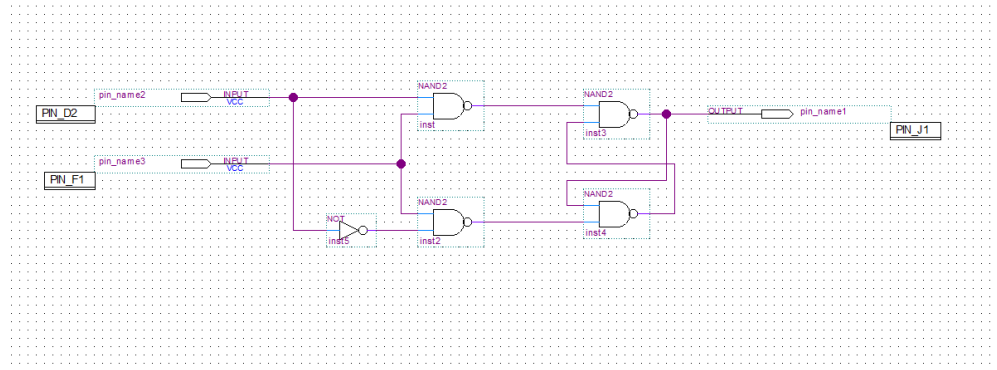 NAND2
NAND2
pin_name2
INPUT
VCC
PIN_D2
OUTPUT
pin_name1
inst
inst3
PIN_J1
pin_name3
INPUT
VCC
PIN_F1
NAND2
NAND2
NOT
inst5
inst2
inst4